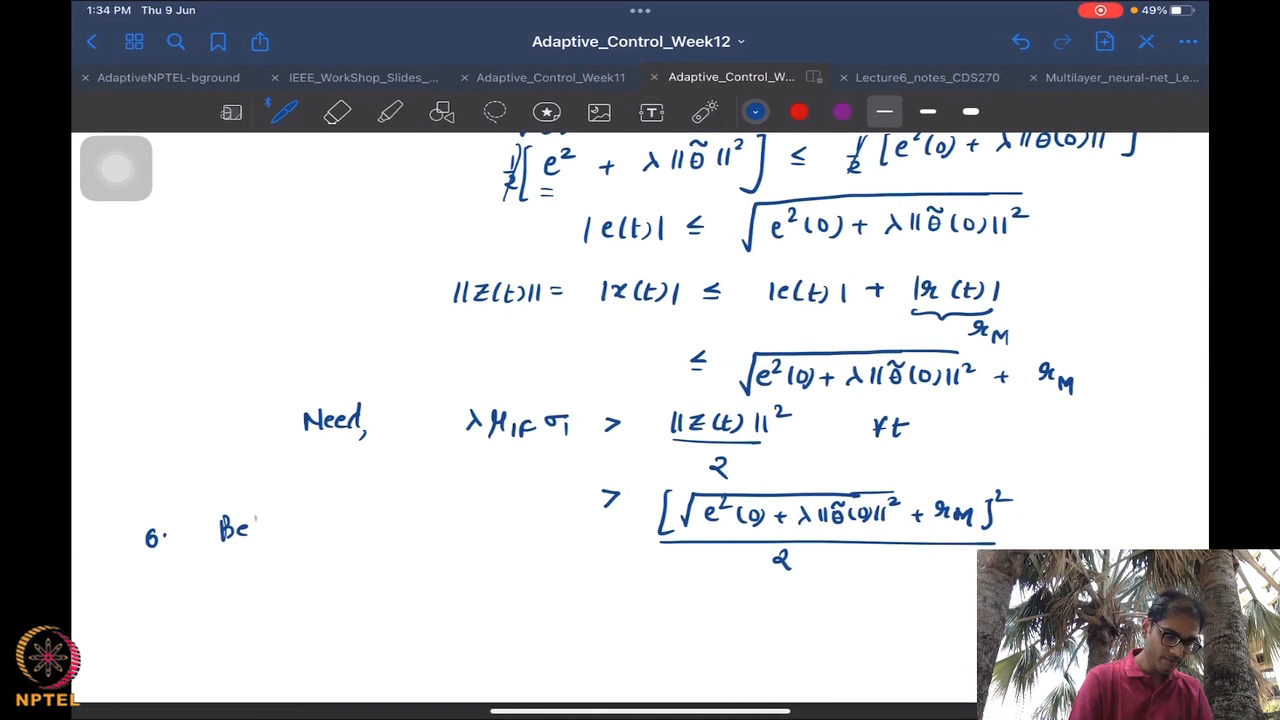 1:34 PM Thu 9 Jun
49%
Adaptive_Control_Week12
AdaptiveNPTEL-bground
IEEE_WorkShop_Slides_...
Adaptive_Control_Week11
Adaptive_Control_W...
Lecture6_notes_CDS270
Multilayer_neural-net_Le...
1/2 [ e² + λ ||θ̃||² ] ≤ 1/2 [ e²(0) + λ ||θ̃(0)||² ]
|e(t)| ≤ √(e²(0) + λ||θ̃(0)||²)
||Z(t)|| = |x(t)| ≤ |e(t)| + |r(t)|
r_M
≤ √(e²(0) + λ||θ̃(0)||²) + r_M
Need, λ μ_IF σ_1 > ||Z(t)||²/2 ∀t
> [√(e²(0) + λ||θ̃(0)||²) + r_M]²/2
6. Be
NPTEL